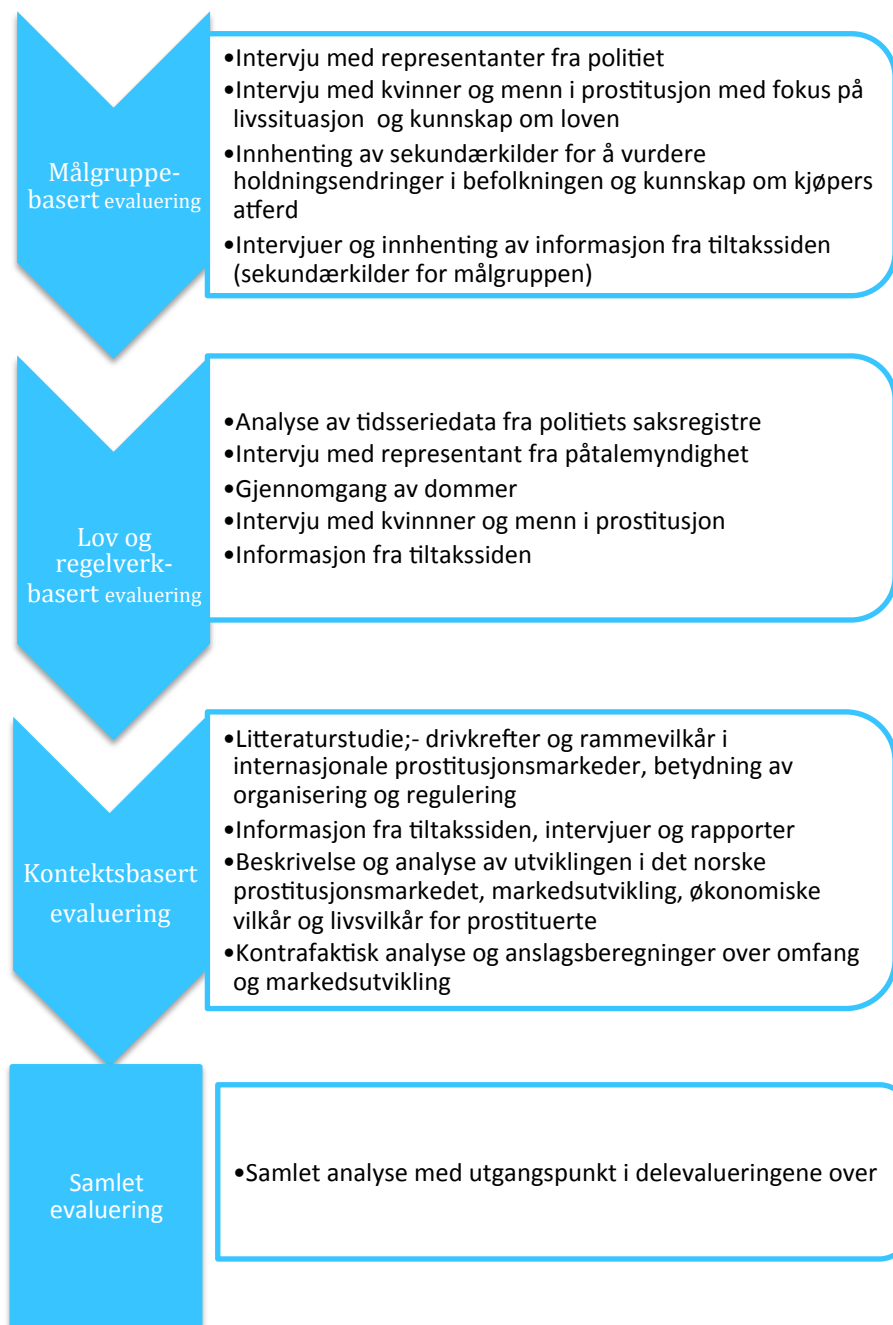 Målgruppe-
basert evaluering
•Intervju med representanter fra politiet
•Intervju med kvinner og menn i prostitusjon med fokus på
livssituasjon og kunnskap om loven
•Innhenting av sekundærkilder for å vurdere
holdningsendringer i befolkningen og kunnskap om kjøpers
atferd
•Intervjuer og innhenting av informasjon fra tiltakssiden
(sekundærkilder for målgruppen)
Lov og
regelverk-
basert evaluering
•Analyse av tidsseriedata fra politiets saksregistre
•Intervju med representant fra påtalemyndighet
•Gjennomgang av dommer
•Intervju med kvinnner og menn i prostitusjon
•Informasjon fra tiltakssiden
Kontektsbasert
evaluering
•Litteraturstudie;- drivkrefter og rammevilkår i
internasjonale prostitusjonsmarkeder, betydning av
organisering og regulering
•Informasjon fra tiltakssiden, intervjuer og rapporter
•Beskrivelse og analyse av utviklingen i det norske
prostitusjonsmarkedet, markedsutvikling, økonomiske
vilkår og livsvilkår for prostituerte
•Kontrafaktisk analyse og anslagsberegninger over omfang
og markedsutvikling
Samlet
evaluering
•Samlet analyse med utgangspunkt i delevalueringene over